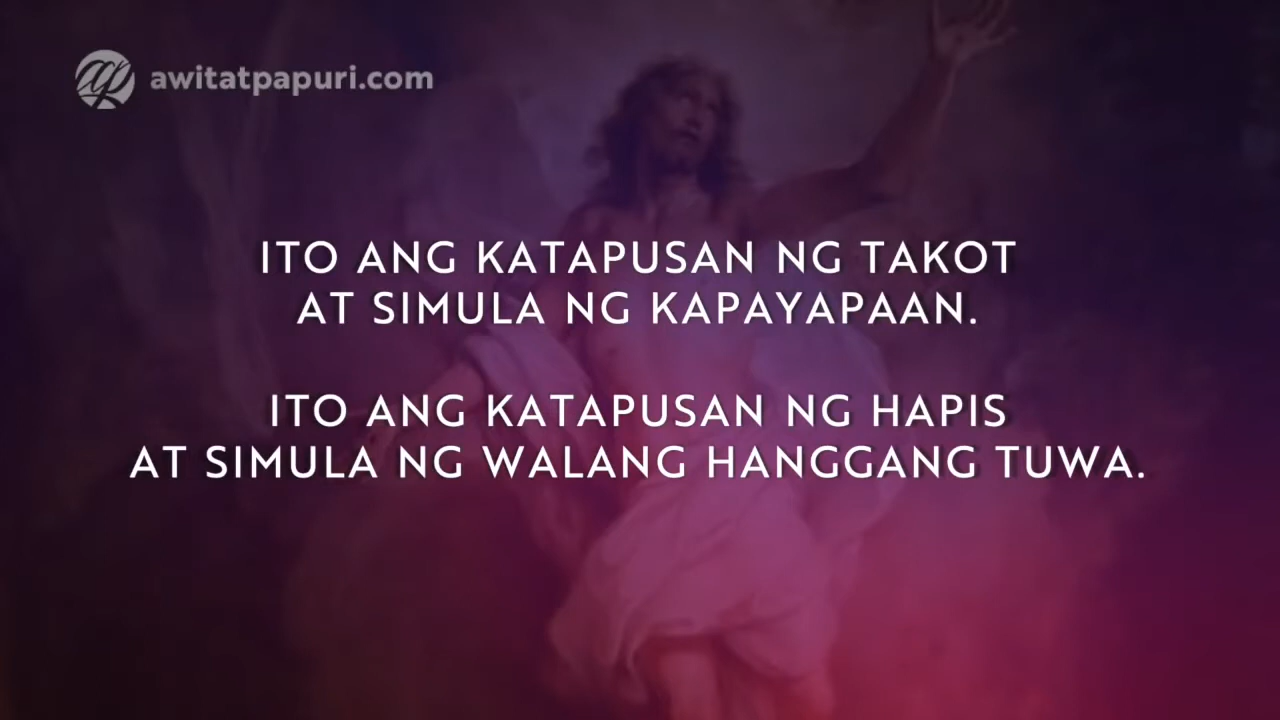 awitatpapuri.com
ITO ANG KATAPUSAN NG TAKOT
AT SIMULA NG KAPAYAPAAN.
ITO ANG KATAPUSAN NG HAPIS
AT SIMULA NG WALANG HANGGANG TUWA.